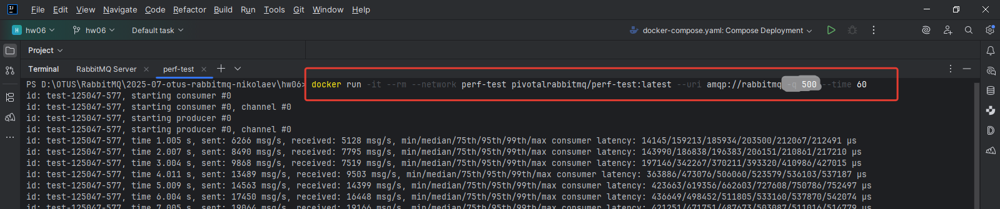 File Edit View Navigate Code Refactor Build Run Tools Git Window Help
H hw06 hw06 Default task docker-compose.yaml: Compose Deployment
Project
Terminal RabbitMQ Server perf-test
PS D:\OTUS\RabbitMQ\2025-07-otus-rabbitmq-nikolaev\hw06> docker run -it --rm --network perf-test pivotalrabbitmq/perf-test:latest --uri amqp://rabbitmq -q 500 --time 60
id: test-125047-577, starting consumer #0
id: test-125047-577, starting consumer #0, channel #0
id: test-125047-577, starting producer #0
id: test-125047-577, starting producer #0, channel #0
id: test-125047-577, time 1.005 s, sent: 6266 msg/s, received: 5128 msg/s, min/median/75th/95th/99th/max consumer latency: 14145/159213/185934/203500/212067/212491 µs
id: test-125047-577, time 2.007 s, sent: 8490 msg/s, received: 7795 msg/s, min/median/75th/95th/99th/max consumer latency: 143990/186838/196383/206151/210861/217210 µs
id: test-125047-577, time 3.004 s, sent: 9868 msg/s, received: 7519 msg/s, min/median/75th/95th/99th/max consumer latency: 197146/342267/370211/393320/410986/427015 µs
id: test-125047-577, time 4.011 s, sent: 13489 msg/s, received: 9503 msg/s, min/median/75th/95th/99th/max consumer latency: 363886/473076/506060/523579/536103/537187 µs
id: test-125047-577, time 5.009 s, sent: 14563 msg/s, received: 14399 msg/s, min/median/75th/95th/99th/max consumer latency: 423663/619356/662603/727608/750786/752497 µs
id: test-125047-577, time 6.004 s, sent: 17450 msg/s, received: 16448 msg/s, min/median/75th/95th/99th/max consumer latency: 436649/498452/511805/533160/537870/542074 µs
id: test-125047-577, time 7.005 s, sent: 19064 msg/s, received: 19166 msg/s, min/median/75th/95th/99th/max consumer latency: 421251/471751/487673/503087/511016/514779 µs